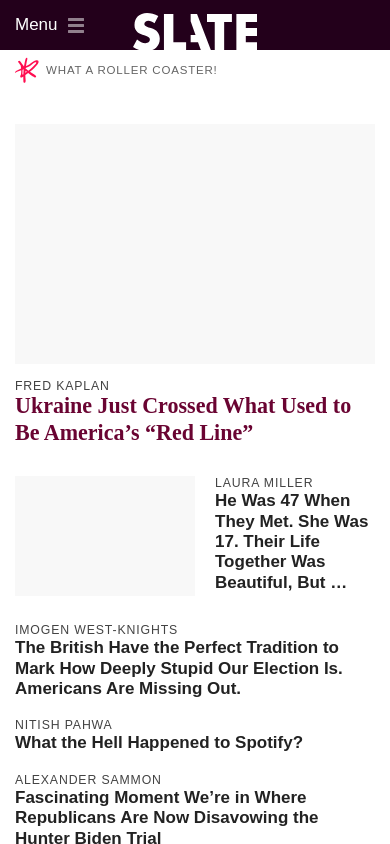 Menu
SLATE
WHAT A ROLLER COASTER!
FRED KAPLAN
Ukraine Just Crossed What Used to
Be America’s “Red Line”
LAURA MILLER
He Was 47 When
They Met. She Was
17. Their Life
Together Was
Beautiful, But …
IMOGEN WEST-KNIGHTS
The British Have the Perfect Tradition to
Mark How Deeply Stupid Our Election Is.
Americans Are Missing Out.
NITISH PAHWA
What the Hell Happened to Spotify?
ALEXANDER SAMMON
Fascinating Moment We’re in Where
Republicans Are Now Disavowing the
Hunter Biden Trial